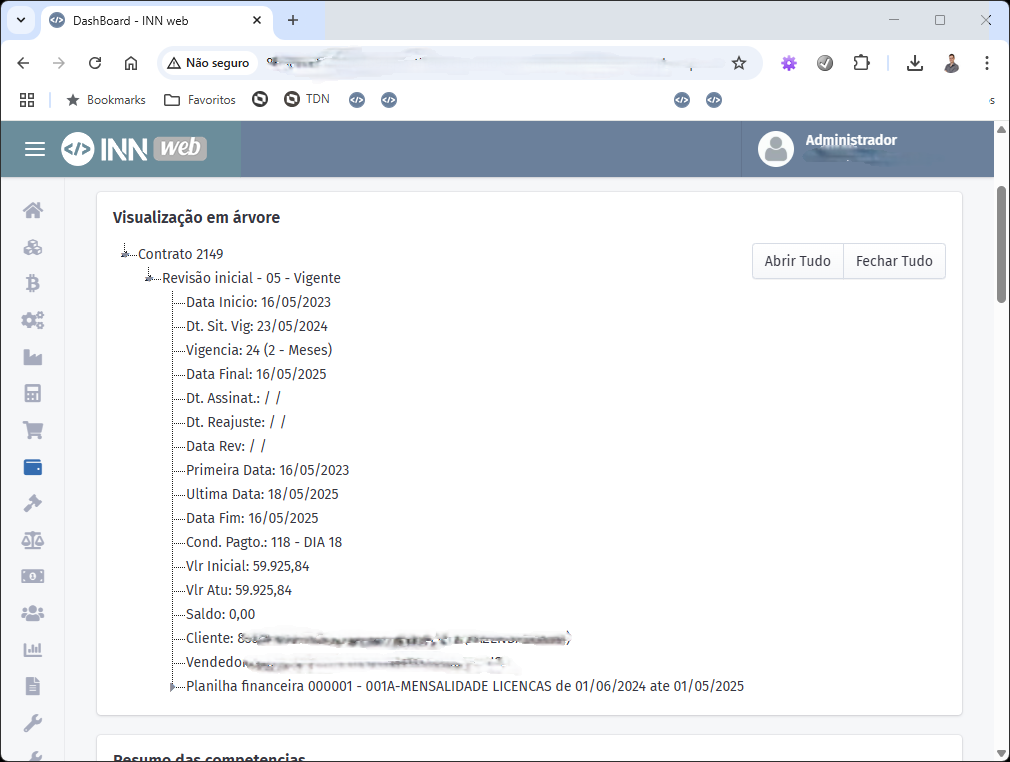 DashBoard - INN web
Não seguro
Bookmarks Favoritos TDN s
INN web Administrador
Visualização em árvore
Contrato 2149
Abrir Tudo Fechar Tudo
Revisão inicial - 05 - Vigente
Data Inicio: 16/05/2023
Dt. Sit. Vig: 23/05/2024
Vigencia: 24 (2 - Meses)
Data Final: 16/05/2025
Dt. Assinat.: / /
Dt. Reajuste: / /
Data Rev: / /
Primeira Data: 16/05/2023
Ultima Data: 18/05/2025
Data Fim: 16/05/2025
Cond. Pagto.: 118 - DIA 18
Vlr Inicial: 59.925,84
Vlr Atu: 59.925,84
Saldo: 0,00
Cliente:
Vendedor
Planilha financeira 000001 - 001A-MENSALIDADE LICENCAS de 01/06/2024 ate 01/05/2025
Resumo das competencias